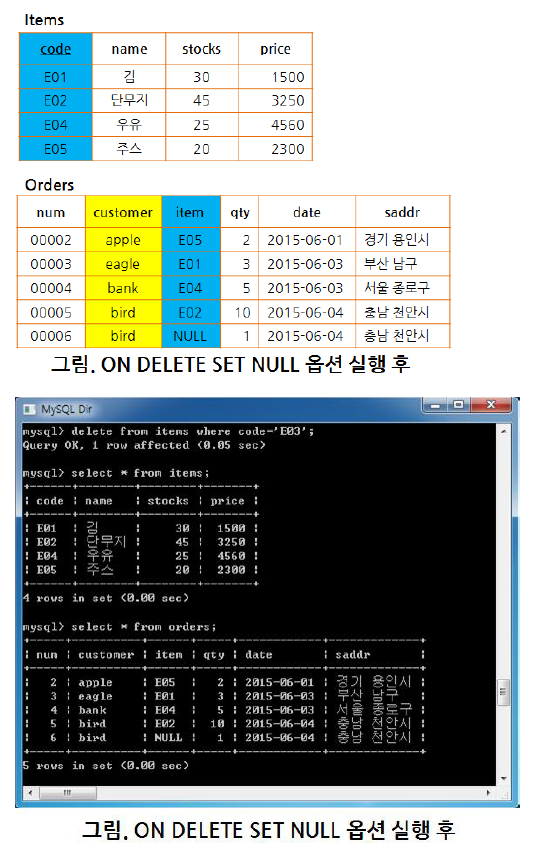 Items
code name stocks price
E01 김 30 1500
E02 단무지 45 3250
E04 우유 25 4560
E05 주스 20 2300
Orders
num customer item qty date saddr
00002 apple E05 2 2015-06-01 경기 용인시
00003 eagle E01 3 2015-06-03 부산 남구
00004 bank E04 5 2015-06-03 서울 종로구
00005 bird E02 10 2015-06-04 충남 천안시
00006 bird NULL 1 2015-06-04 충남 천안시
그림. ON DELETE SET NULL 옵션 실행 후
MySQL Dir
mysql> delete from items where code='E03';
Query OK, 1 row affected (0.05 sec)
mysql> select * from items;
+------+--------+--------+-------+
| code | name | stocks | price |
+------+--------+--------+-------+
| E01 | 김 | 30 | 1500 |
| E02 | 단무지 | 45 | 3250 |
| E04 | 우유 | 25 | 4560 |
| E05 | 주스 | 20 | 2300 |
+------+--------+--------+-------+
4 rows in set (0.00 sec)
mysql> select * from orders;
+-----+----------+------+-----+------------+-------------+
| num | customer | item | qty | date | saddr |
+-----+----------+------+-----+------------+-------------+
| 2 | apple | E05 | 2 | 2015-06-01 | 경기 용인시 |
| 3 | eagle | E01 | 3 | 2015-06-03 | 부산 남구 |
| 4 | bank | E04 | 5 | 2015-06-03 | 서울 종로구 |
| 5 | bird | E02 | 10 | 2015-06-04 | 충남 천안시 |
| 6 | bird | NULL | 1 | 2015-06-04 | 충남 천안시 |
+-----+----------+------+-----+------------+-------------+
5 rows in set (0.00 sec)
그림. ON DELETE SET NULL 옵션 실행 후